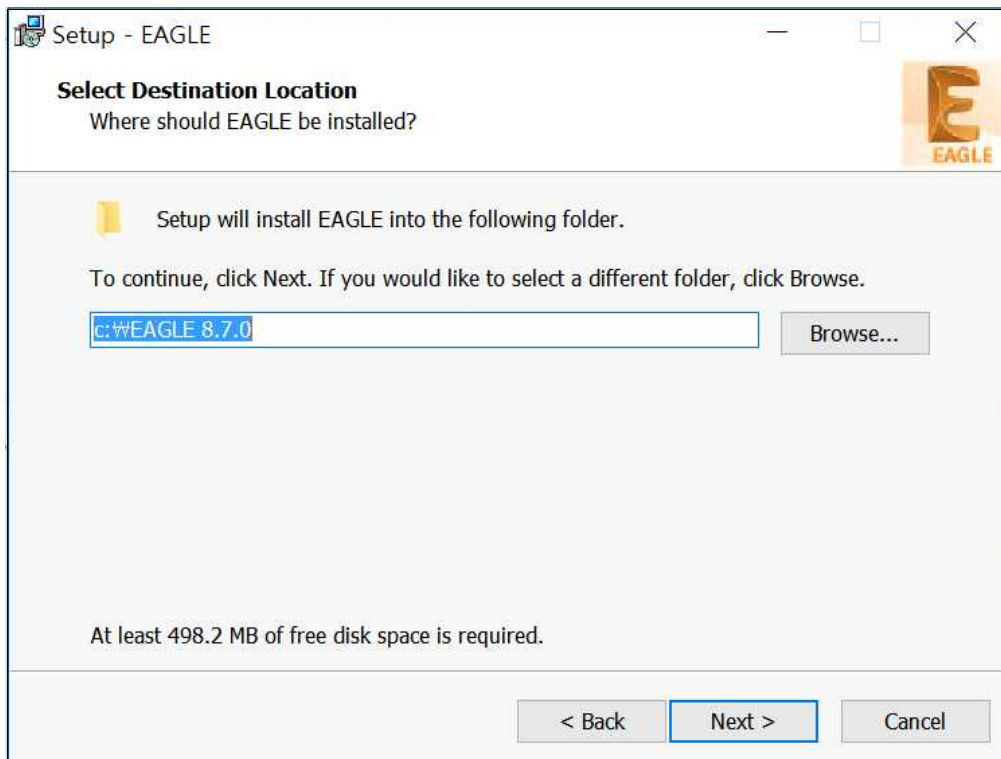 Setup - EAGLE
Select Destination Location
Where should EAGLE be installed?
EAGLE
Setup will install EAGLE into the following folder.
To continue, click Next. If you would like to select a different folder, click Browse.
c:₩EAGLE 8.7.0
Browse...
At least 498.2 MB of free disk space is required.
< Back
Next >
Cancel